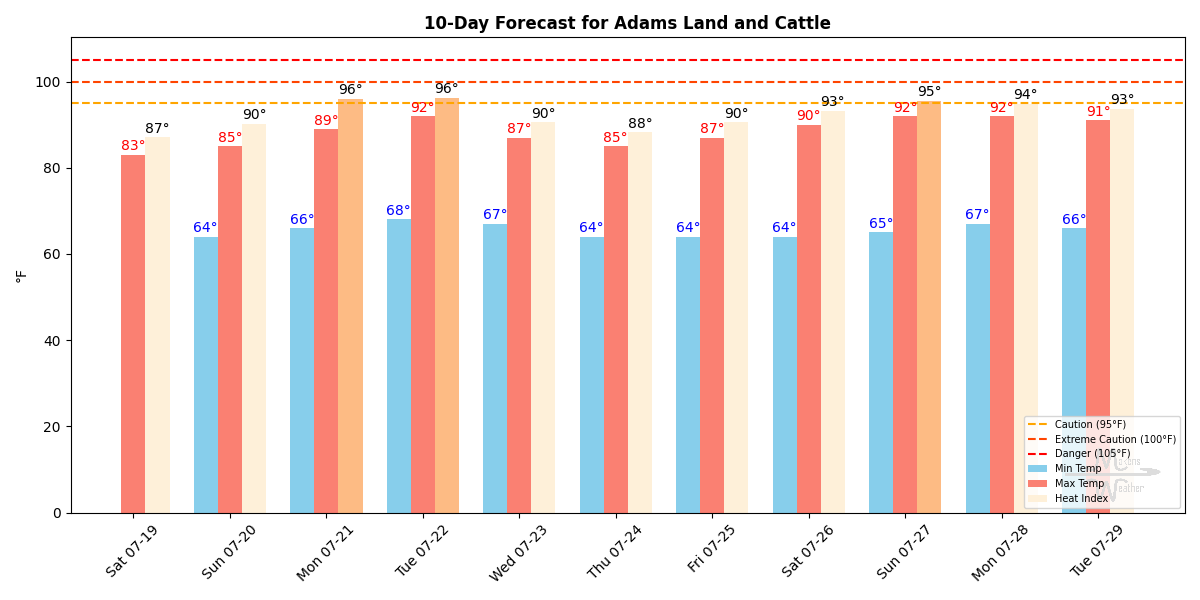 10-Day Forecast for Adams Land and Cattle
°F
100
80
60
40
20
0
83° 87°
64° 85° 90°
66° 89° 96°
68° 92° 96°
67° 87° 90°
64° 85° 88°
64° 87° 90°
64° 90° 93°
65° 92° 95°
67° 92° 94°
66° 91° 93°
Sat 07-19
Sun 07-20
Mon 07-21
Tue 07-22
Wed 07-23
Thu 07-24
Fri 07-25
Sat 07-26
Sun 07-27
Mon 07-28
Tue 07-29
Caution (95°F)
Extreme Caution (100°F)
Danger (105°F)
Min Temp
Max Temp
Heat Index